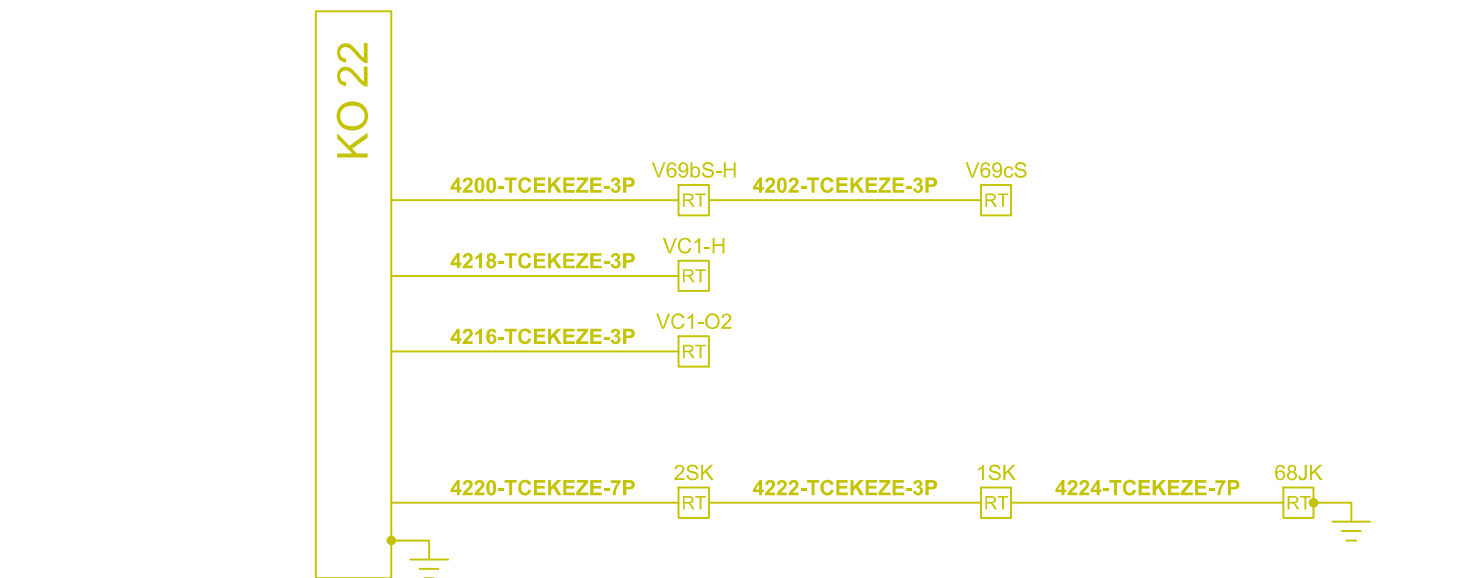 KO 22
V69bS-H
V69cS
4200-TCEKEZE-3P
4202-TCEKEZE-3P
RT
RT
VC1-H
4218-TCEKEZE-3P
RT
VC1-O2
4216-TCEKEZE-3P
RT
2SK
1SK
68JK
4220-TCEKEZE-7P
4222-TCEKEZE-3P
4224-TCEKEZE-7P
RT
RT
RT